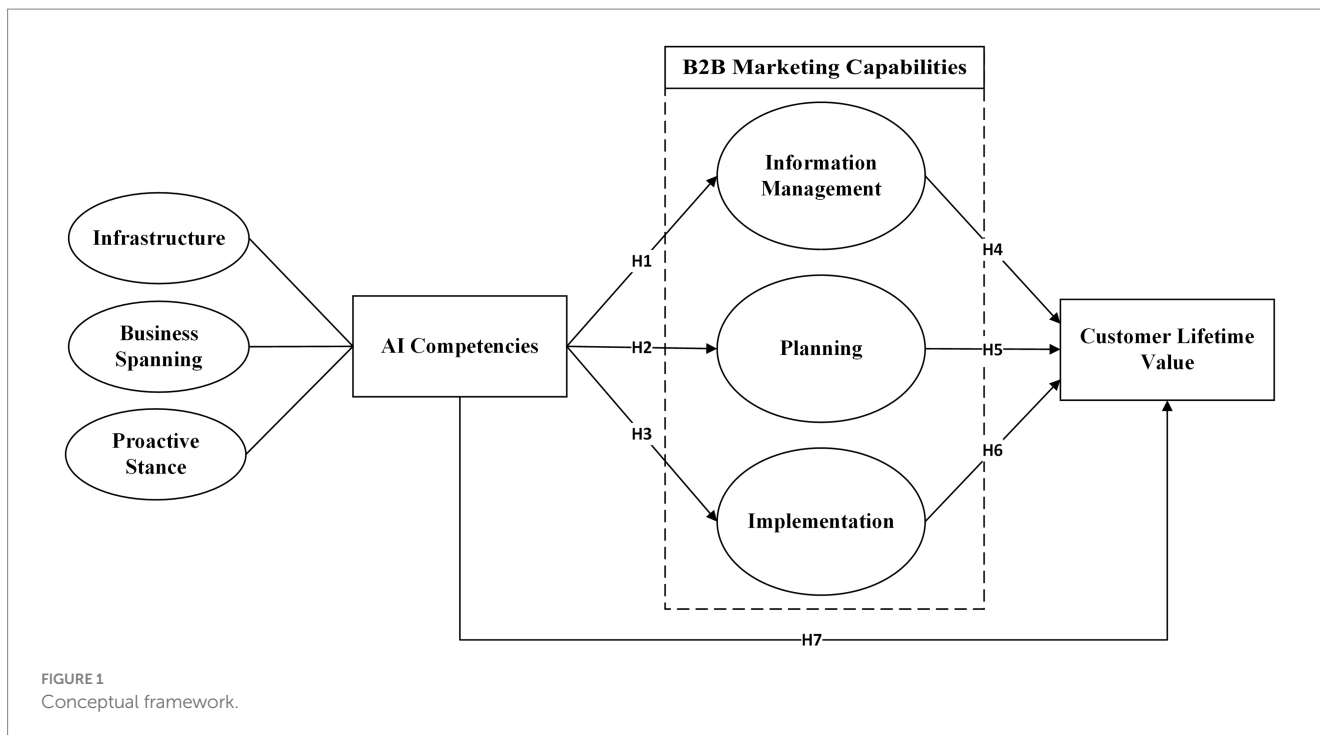 B2B Marketing Capabilities
Information
Management
Infrastructure
H1
H4
Business
Spanning
AI Competencies
H2
Planning
H5
Customer Lifetime
Value
Proactive
Stance
H3
H6
Implementation
H7
FIGURE 1
Conceptual framework.